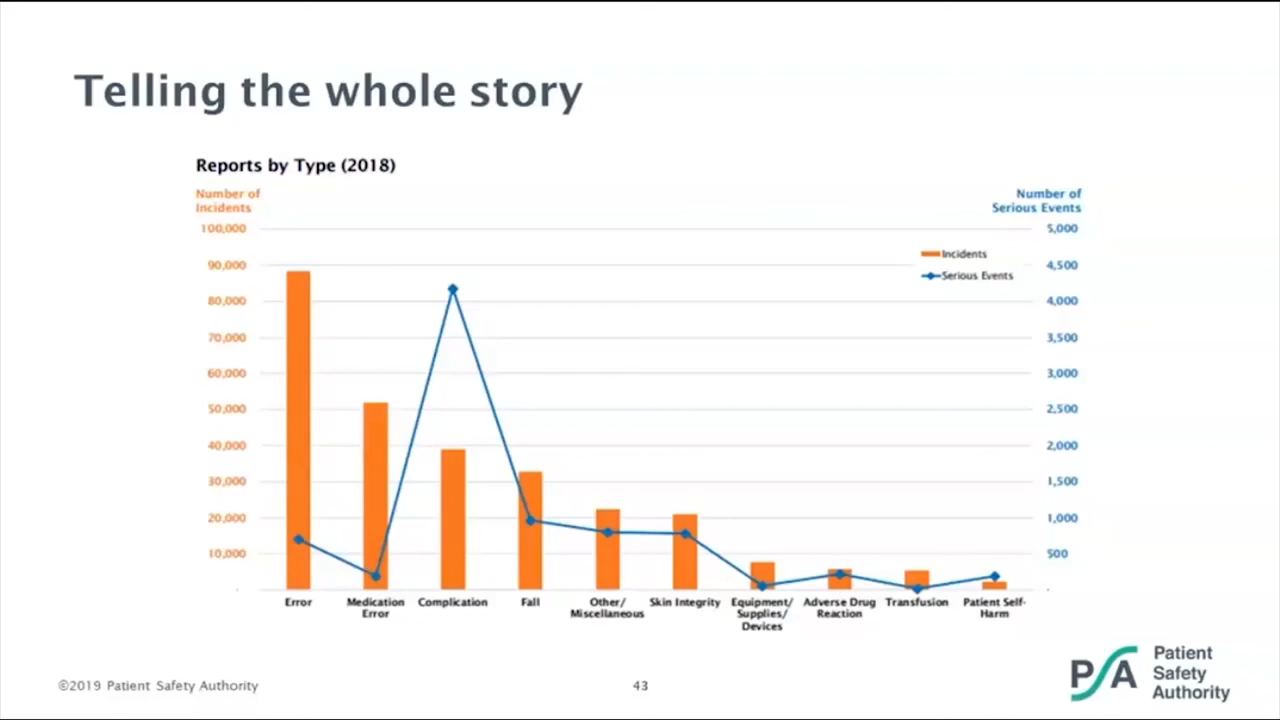 Telling the whole story
Reports by Type (2018)
Number of
Incidents
Number of
Serious Events
100,000
5,000
Incidents
90,000
4,500
Serious Events
80,000
4,000
70,000
3,500
60,000
3,000
50,000
2,500
40,000
2,000
30,000
1,500
20,000
1,000
10,000
500
-
-
Error
Medication
Error
Complication
Fall
Other/
Miscellaneous
Skin Integrity
Equipment/
Supplies/
Devices
Adverse Drug
Reaction
Transfusion
Patient Self-
Harm
©2019 Patient Safety Authority
43
PSA
Patient
Safety
Authority